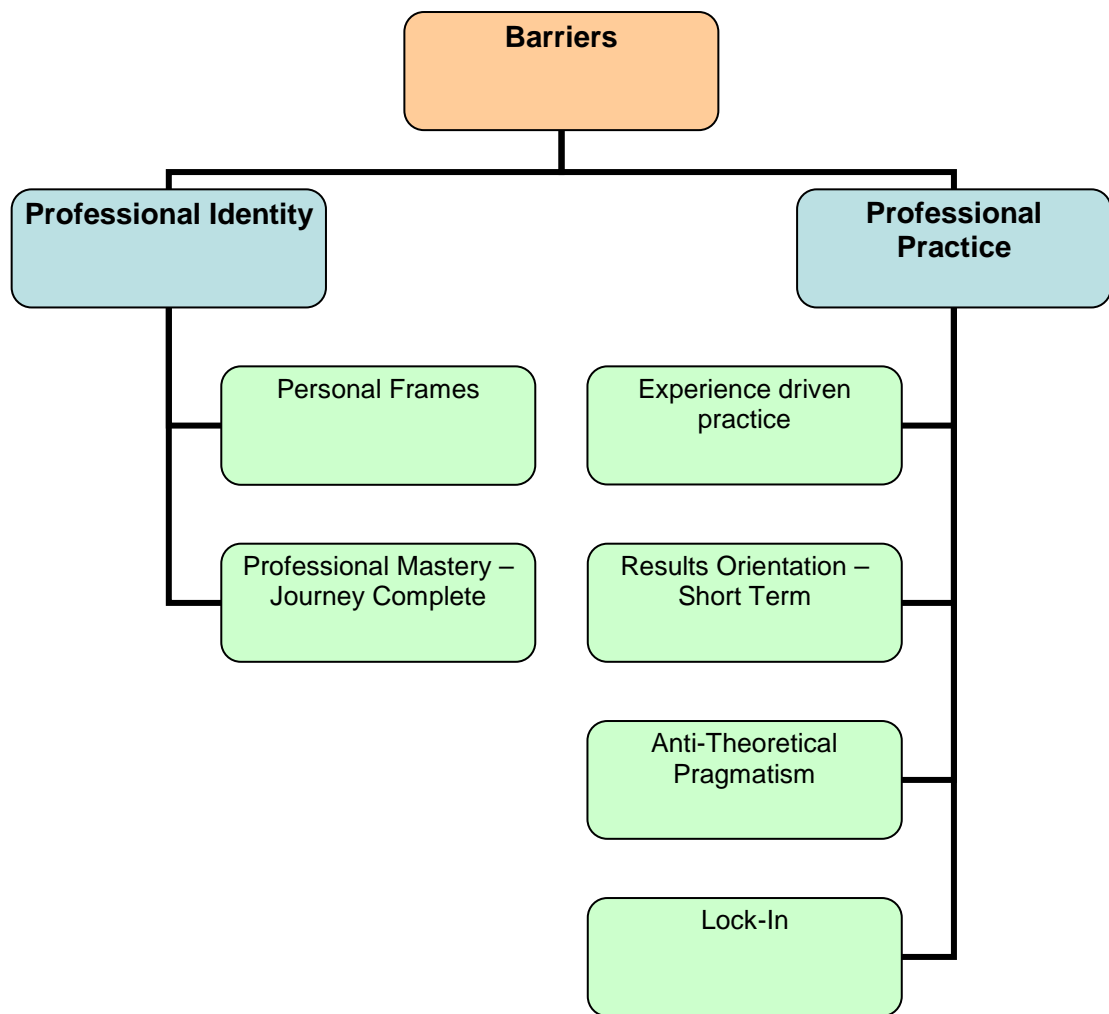 Barriers
Professional Identity
Professional
Practice
Personal Frames
Experience driven
practice
Professional Mastery –
Journey Complete
Results Orientation –
Short Term
Anti-Theoretical
Pragmatism
Lock-In